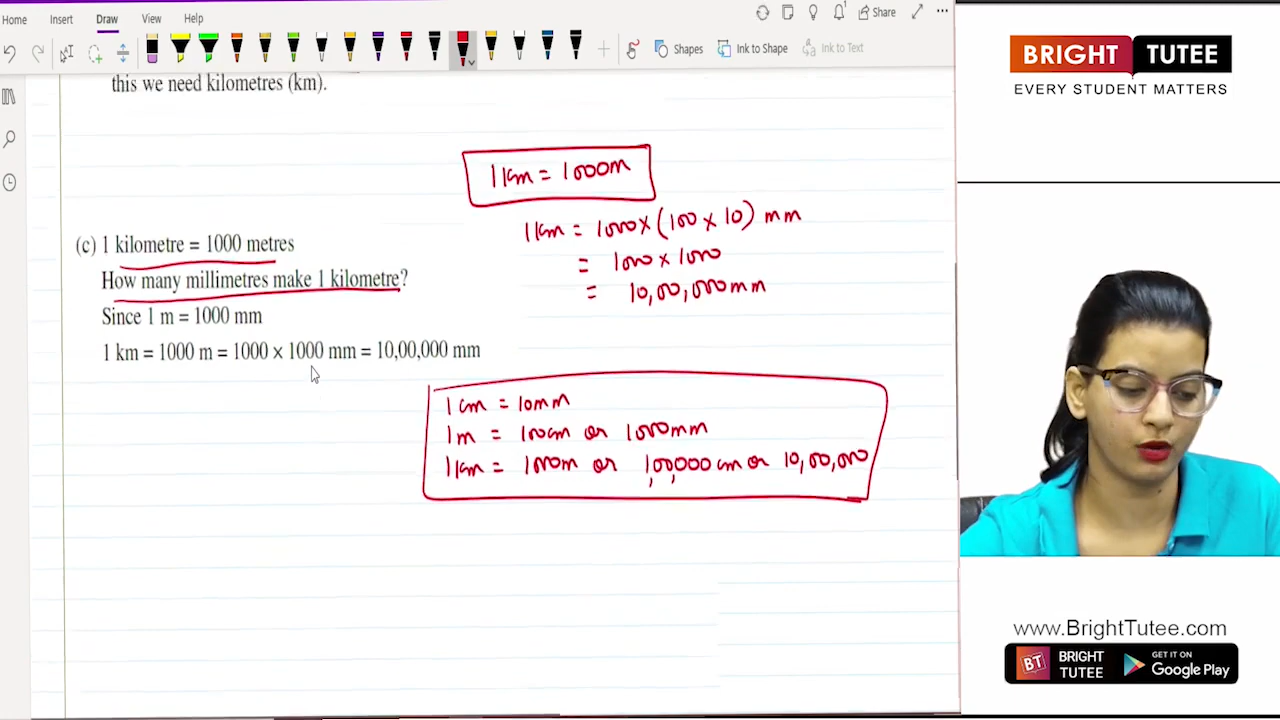 Home Insert Draw View Help Share
Shapes Ink to Shape Ink to Text
BRIGHT TUTEE
EVERY STUDENT MATTERS
this we need kilometres (km).
1km = 1000m
1km = 1000×(100 × 10) mm
= 1000 × 1000
= 10,00,000mm
(c) 1 kilometre = 1000 metres
How many millimetres make 1 kilometre?
Since 1 m = 1000 mm
1 km = 1000 m = 1000 × 1000 mm = 10,00,000 mm
1cm = 10mm
1m = 100cm or 1000mm
1km = 1000m or 1,00,000 cm or 10,00,000
www.BrightTutee.com
BT BRIGHT TUTEE
GET IT ON
Google Play